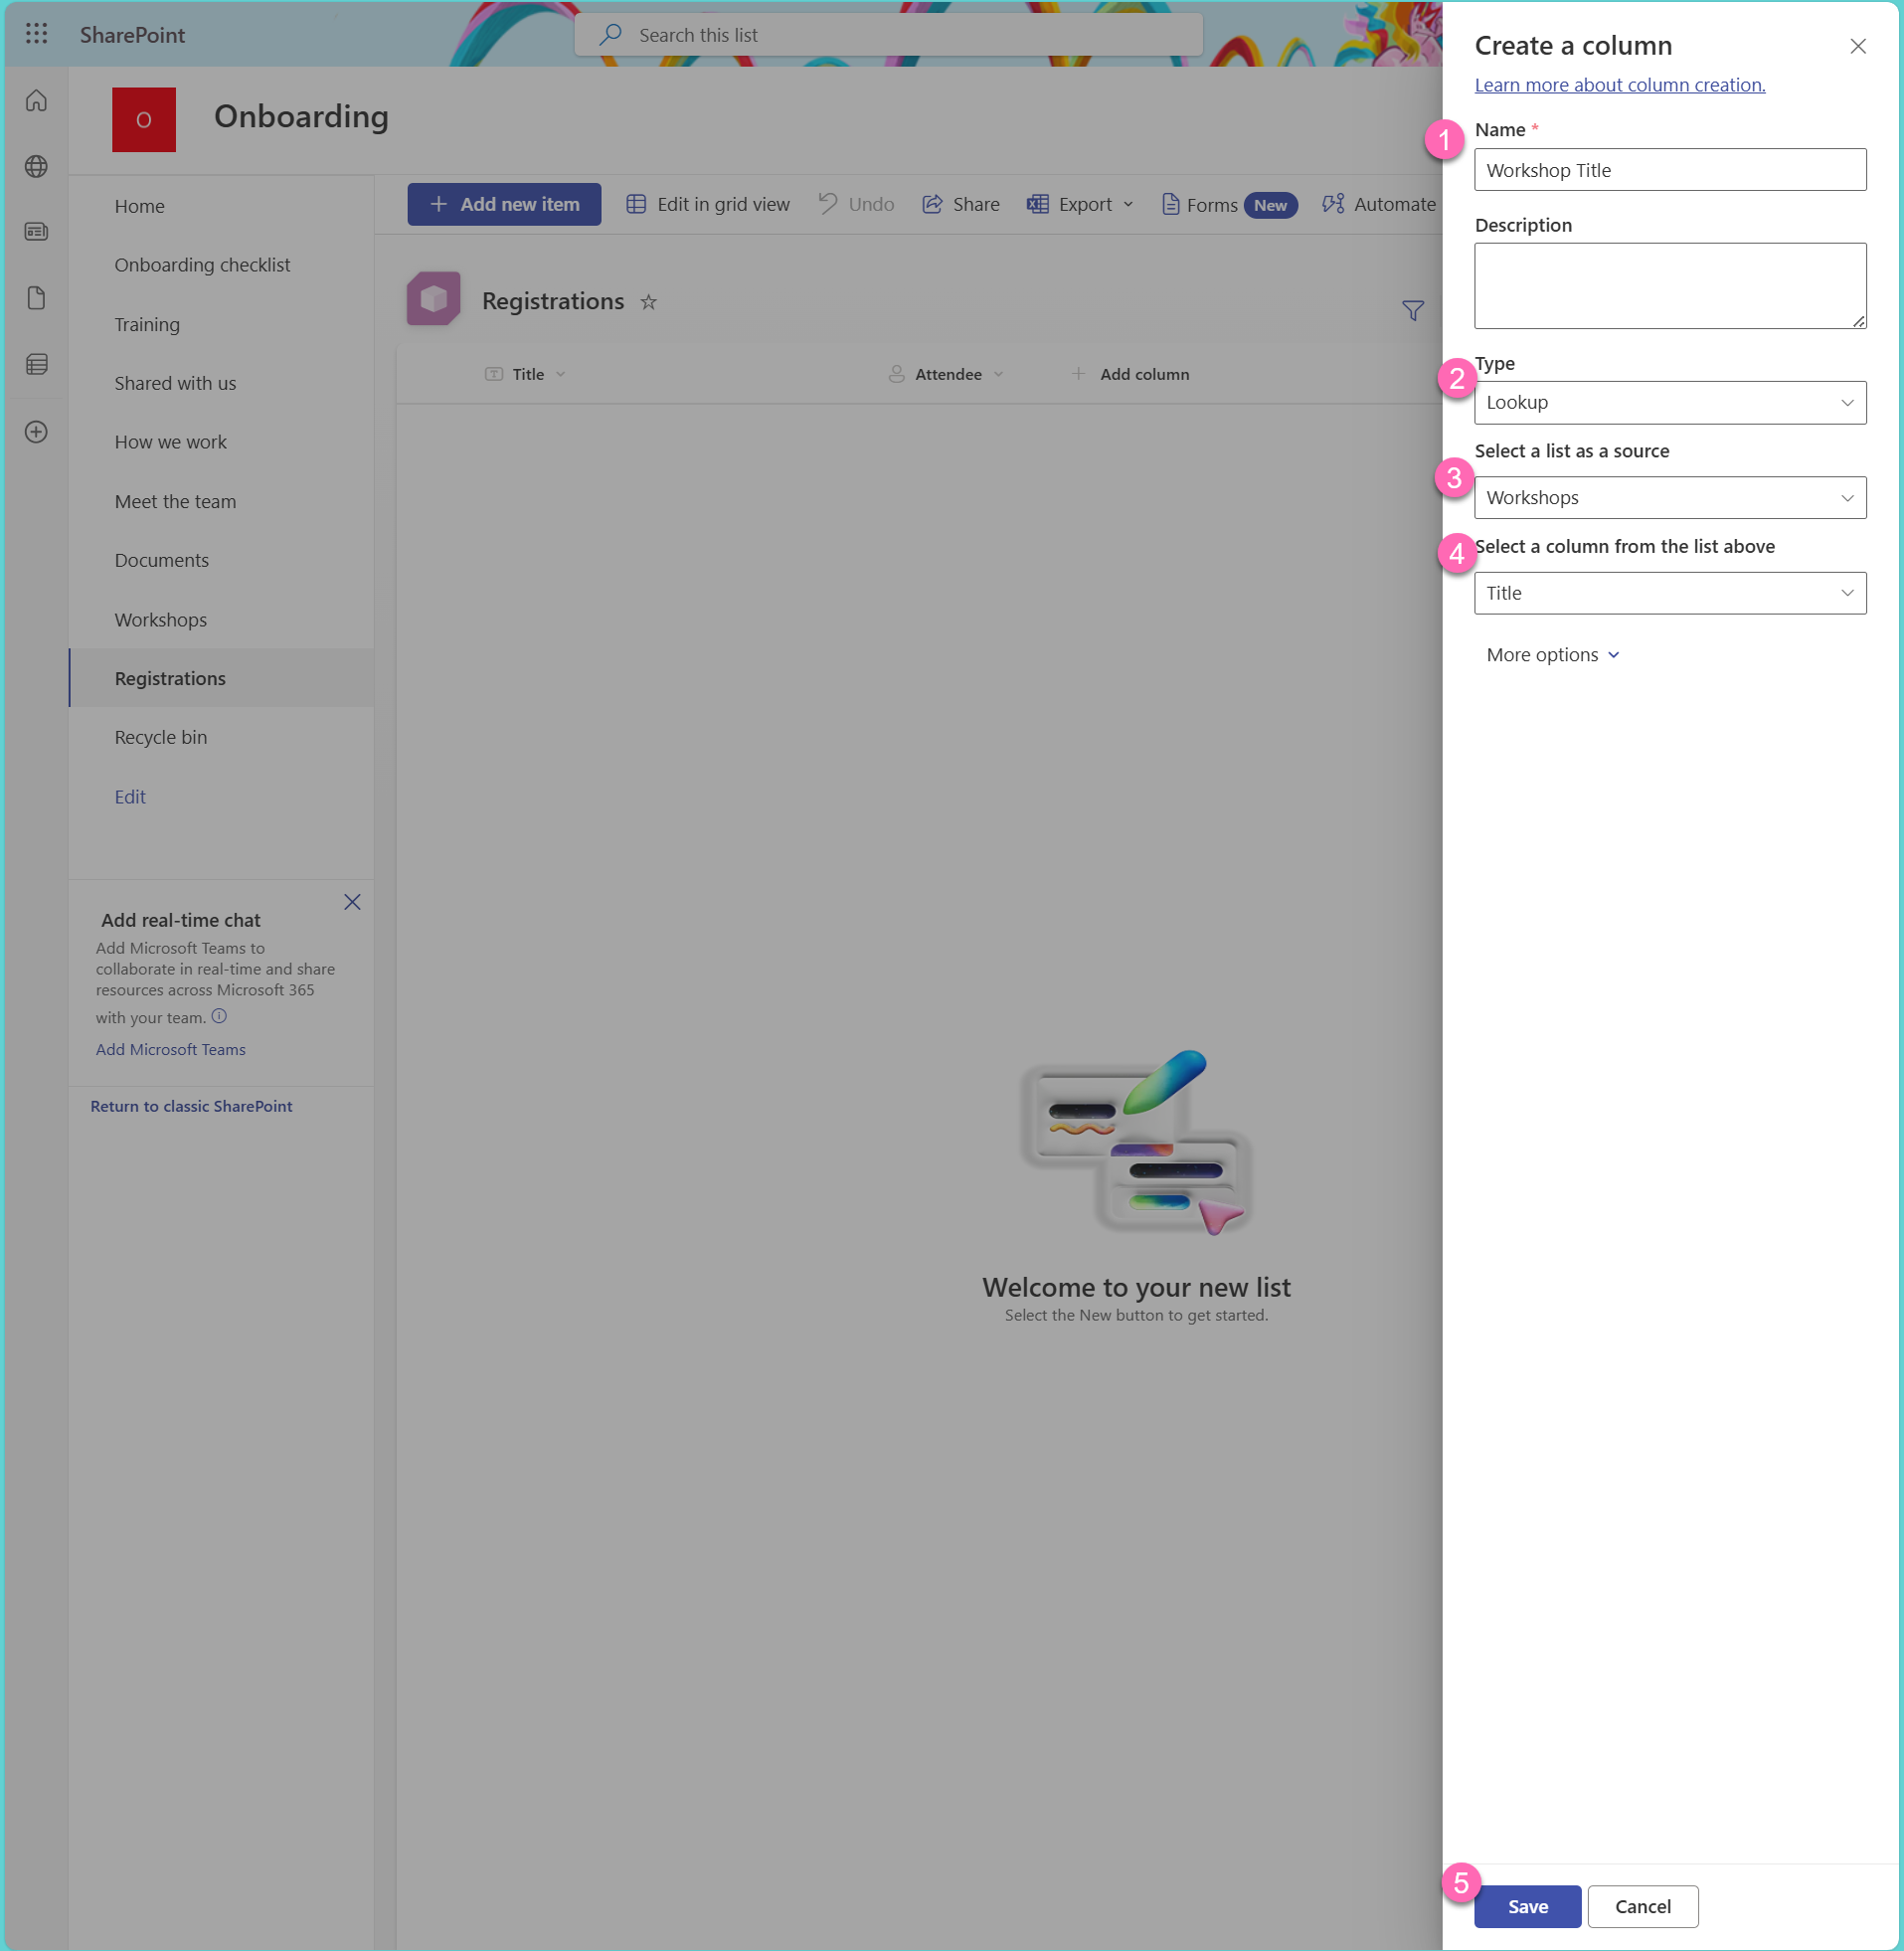 SharePoint
Search this list
O
Onboarding
Home
Onboarding checklist
Training
Shared with us
How we work
Meet the team
Documents
Workshops
Registrations
Recycle bin
Edit
Add real-time chat
Add Microsoft Teams to
collaborate in real-time and share
resources across Microsoft 365
with your team.
Add Microsoft Teams
Return to classic SharePoint
Add new item Edit in grid view Undo Share Export Forms New Automate
Registrations
Title Attendee Add column
Welcome to your new list
Select the New button to get started.
Create a column
Learn more about column creation.
1 Name *
Workshop Title
Description
2 Type
Lookup
Select a list as a source
3 Workshops
4 Select a column from the list above
Title
More options
5 Save Cancel